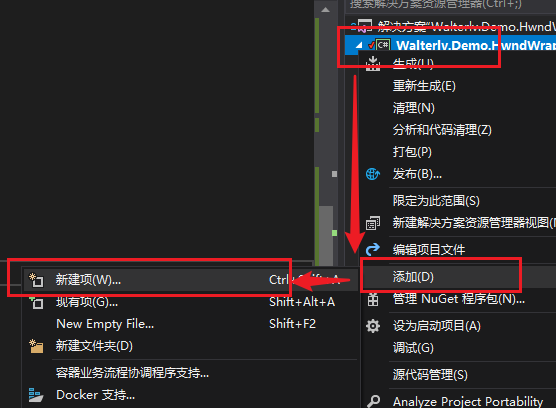 搜索解决方案资源管理器(Ctrl+;)
解决方案"Walterlv.Demo.HwndW
Walterlv.Demo.HwndWrap
生成(U)
重新生成(E)
清理(N)
分析和代码清理(Z)
打包(P)
发布(B)...
限定为此范围(S)
新建解决方案资源管理器视图(N
编辑项目文件
添加(D)
管理 NuGet 程序包(N)...
设为启动项目(A)
调试(G)
源代码管理(S)
Analyze Project Portability
新建项(W)...
Ctrl+Shift+A
现有项(G)...
Shift+Alt+A
New Empty File...
Shift+F2
新建文件夹(D)
容器业务流程协调程序支持...
Docker 支持...